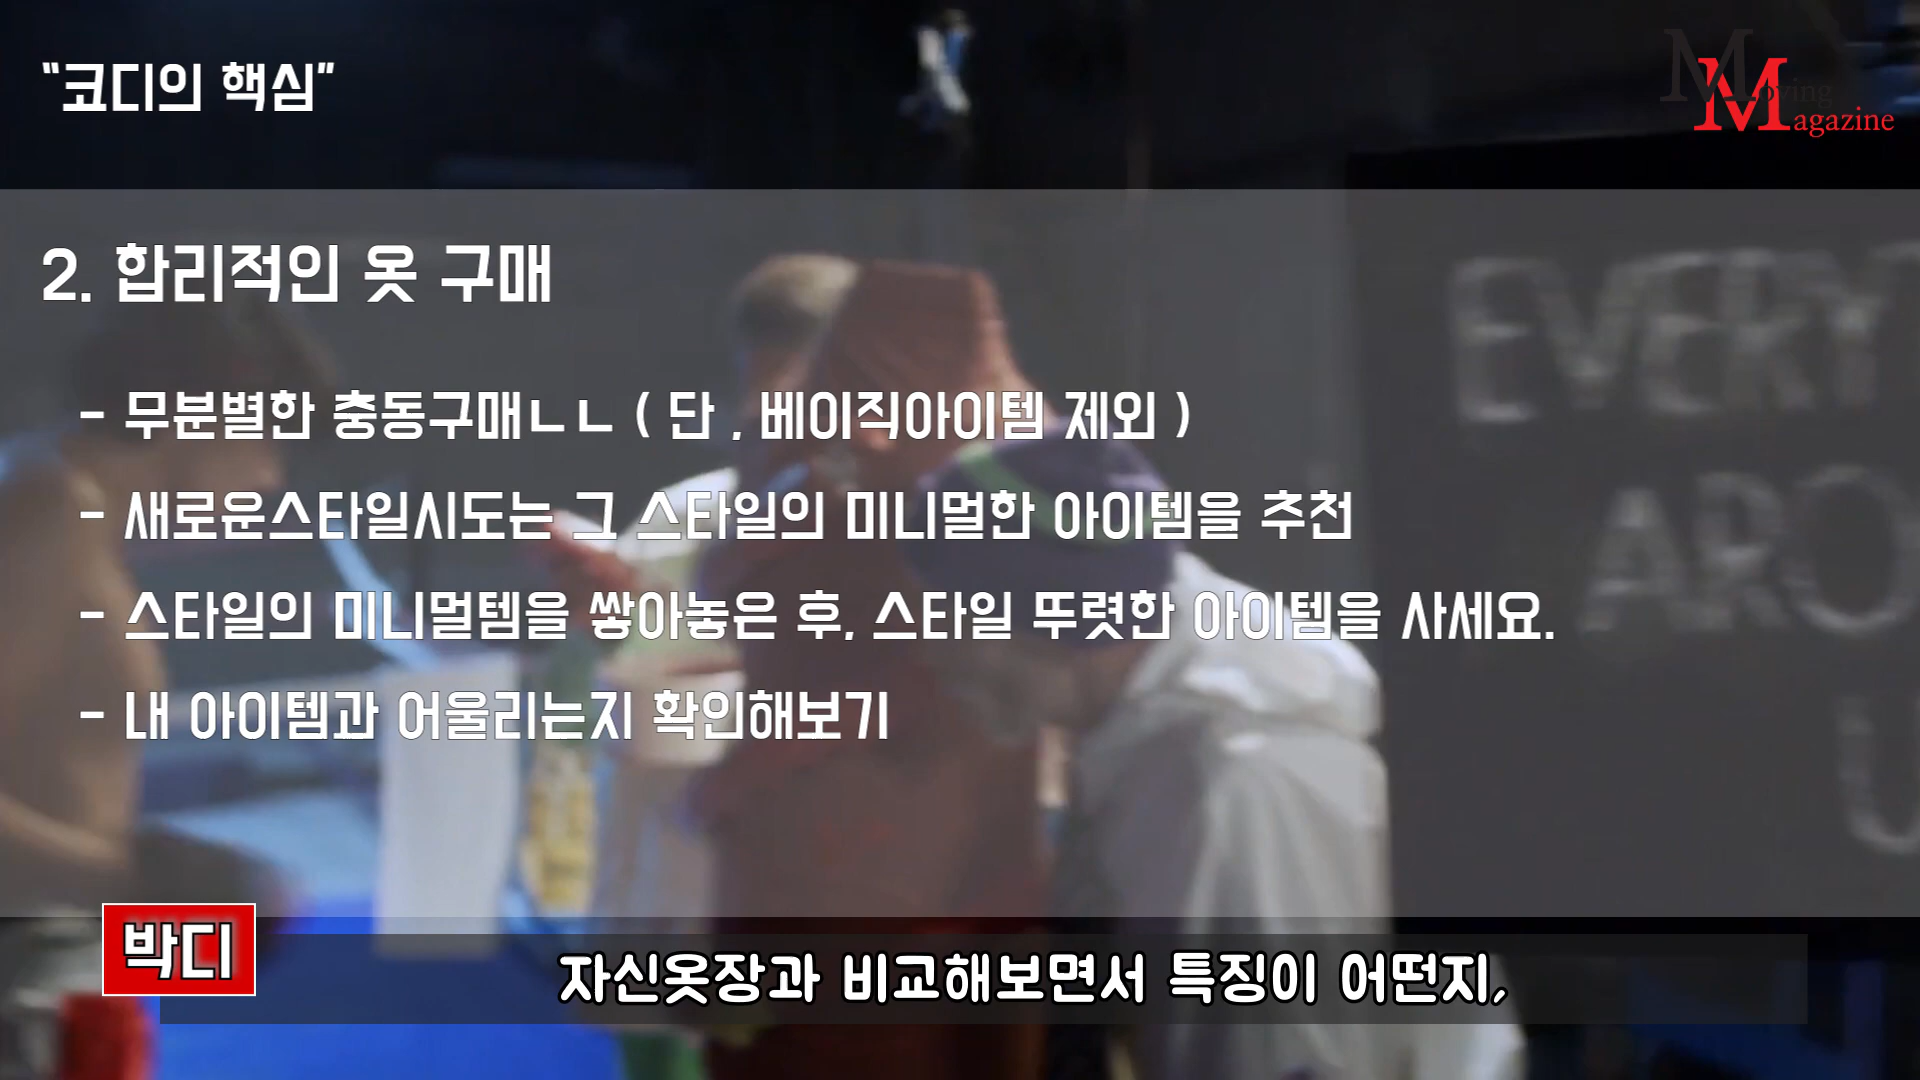 “코디의 핵심”
Moving
Magazine
2. 합리적인 옷 구매
EVERY
- 무분별한 충동구매ㄴㄴ ( 단 , 베이직아이템 제외 )
- 새로운스타일시도는 그 스타일의 미니멀한 아이템을 추천
ARO
- 스타일의 미니멀템을 쌓아놓은 후, 스타일 뚜렷한 아이템을 사세요.
- 내 아이템과 어울리는지 확인해보기
U
박디
자신옷장과 비교해보면서 특징이 어떤지,